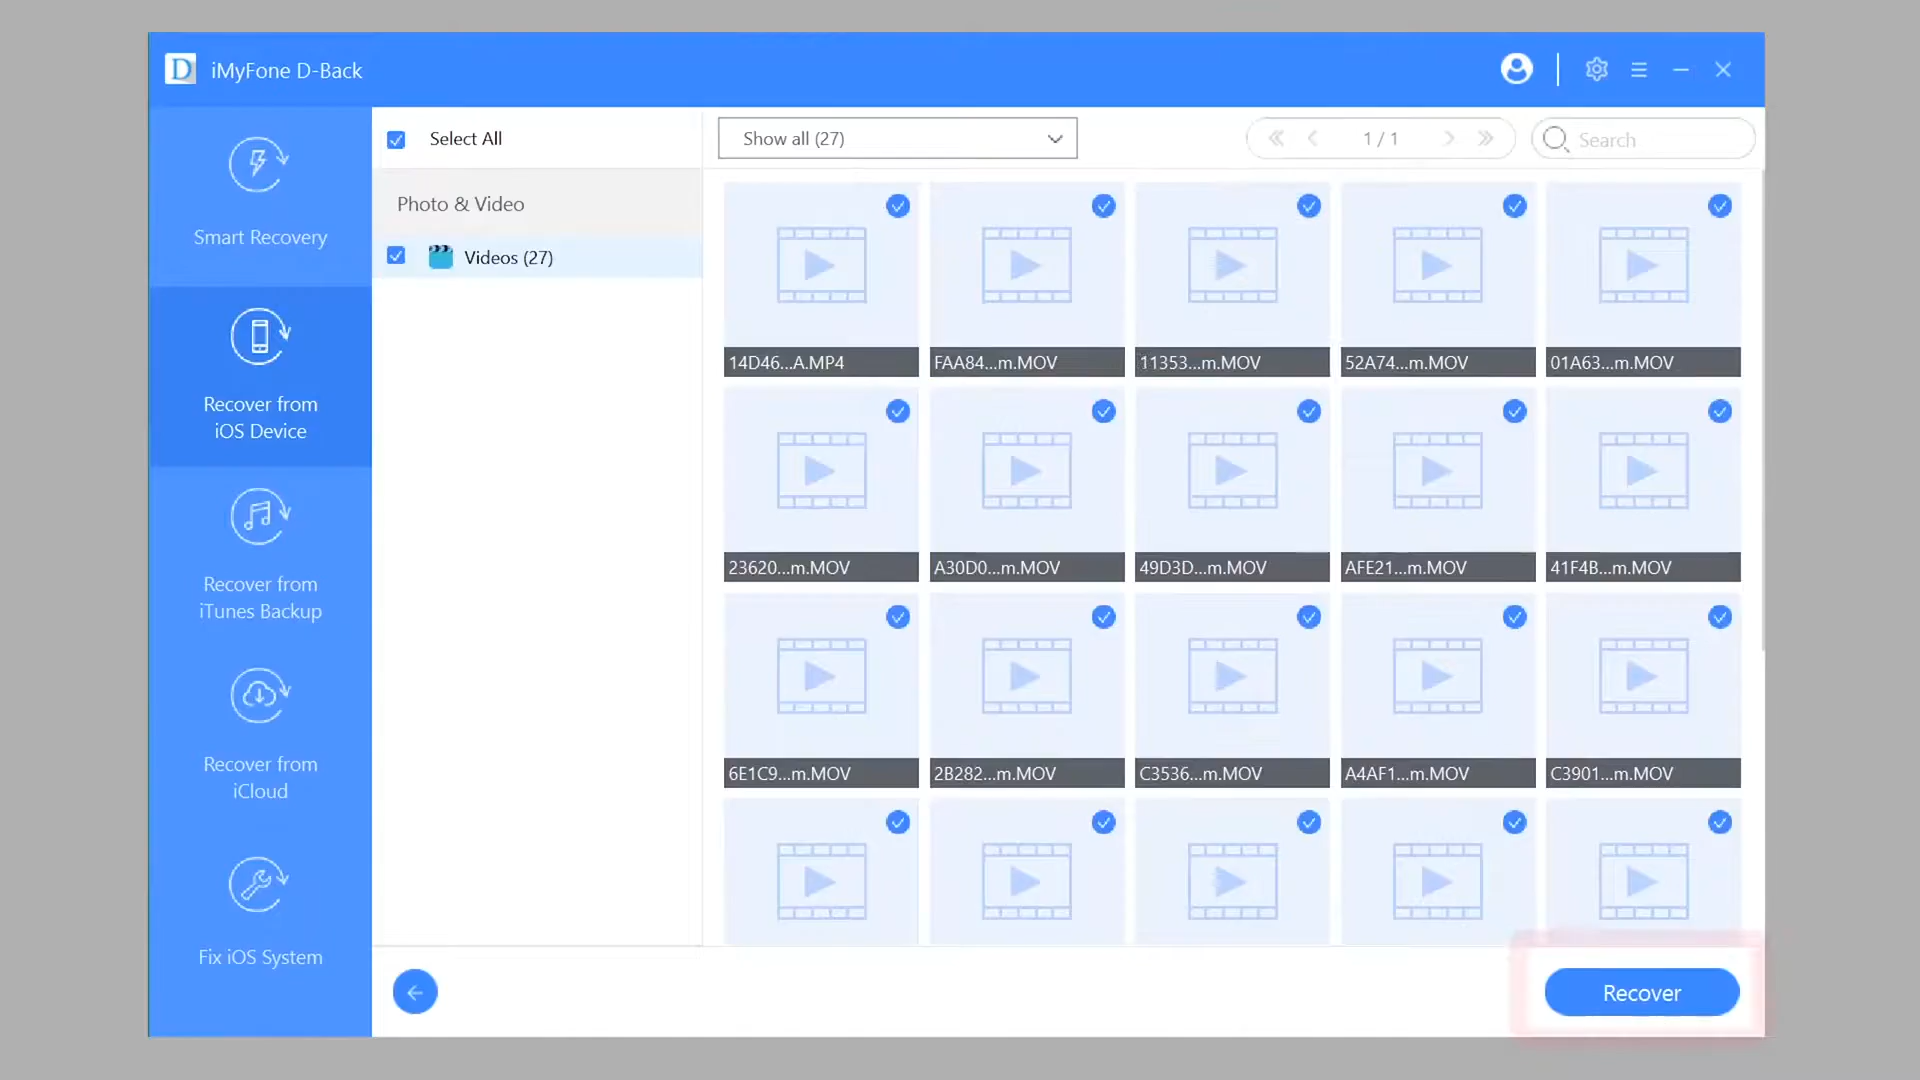 D iMyFone D-Back
Smart Recovery
Recover from
iOS Device
Recover from
iTunes Backup
Recover from
iCloud
Fix iOS System
Select All
Photo & Video
Videos (27)
Show all (27)
1 / 1
Search
14D46...A.MP4
FAA84...m.MOV
11353...m.MOV
52A74...m.MOV
01A63...m.MOV
23620...m.MOV
A30D0...m.MOV
49D3D...m.MOV
AFE21...m.MOV
41F4B...m.MOV
6E1C9...m.MOV
2B282...m.MOV
C3536...m.MOV
A4AF1...m.MOV
C3901...m.MOV
Recover